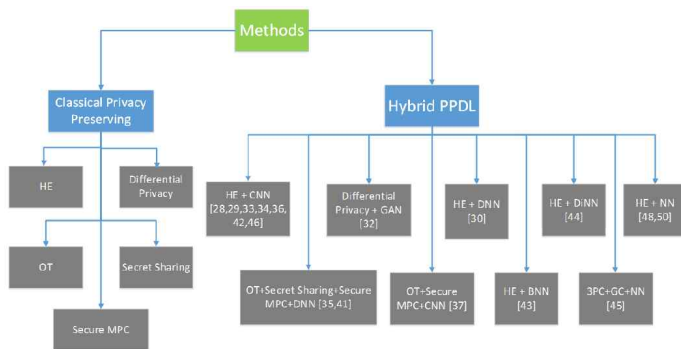 Methods
Classical Privacy
Preserving
Hybrid PPDL
HE
Differential
Privacy
OT
Secret Sharing
Secure MPC
HE + CNN
[28,29,33,34,36,
42,46]
Differential
Privacy + GAN
[32]
HE + DNN
[30]
HE + DiNN
[44]
HE + NN
[48,50]
OT+Secret Sharing+Secure
MPC+DNN [35,41]
OT+Secure
MPC+CNN [37]
HE + BNN
[43]
3PC+GC+NN
[45]